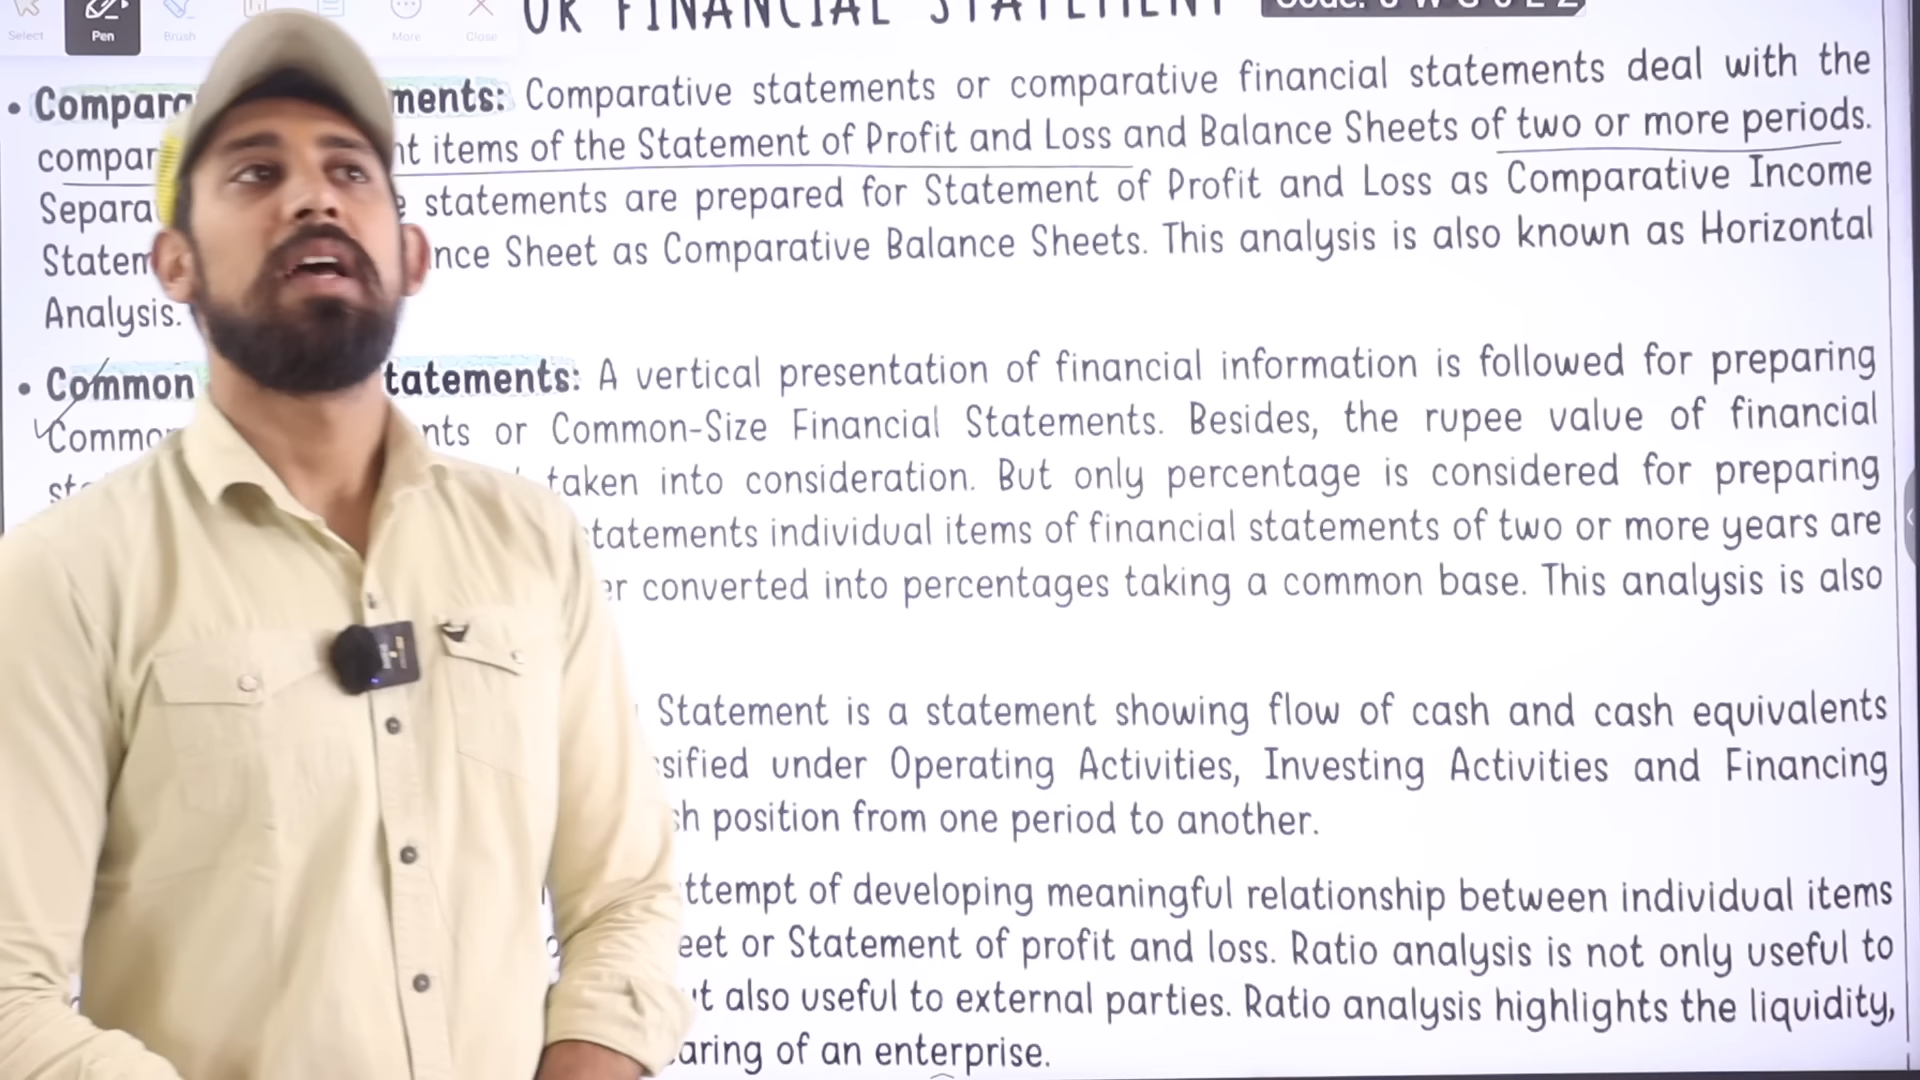 Select Pen Brush More Close
OR FINANCIAL STATEMENT
• Compara ments: Comparative statements or comparative financial statements deal with the
compar nt items of the Statement of Profit and Loss and Balance Sheets of two or more periods.
Separa statements are prepared for Statement of Profit and Loss as Comparative Income
Statem nce Sheet as Comparative Balance Sheets. This analysis is also known as Horizontal
Analysis.
• Common tatements: A vertical presentation of financial information is followed for preparing
Commo nts or Common-Size Financial Statements. Besides, the rupee value of financial
taken into consideration. But only percentage is considered for preparing
tatements individual items of financial statements of two or more years are
er converted into percentages taking a common base. This analysis is also
Statement is a statement showing flow of cash and cash equivalents
ssified under Operating Activities, Investing Activities and Financing
sh position from one period to another.
ttempt of developing meaningful relationship between individual items
eet or Statement of profit and loss. Ratio analysis is not only useful to
ut also useful to external parties. Ratio analysis highlights the liquidity,
aring of an enterprise.